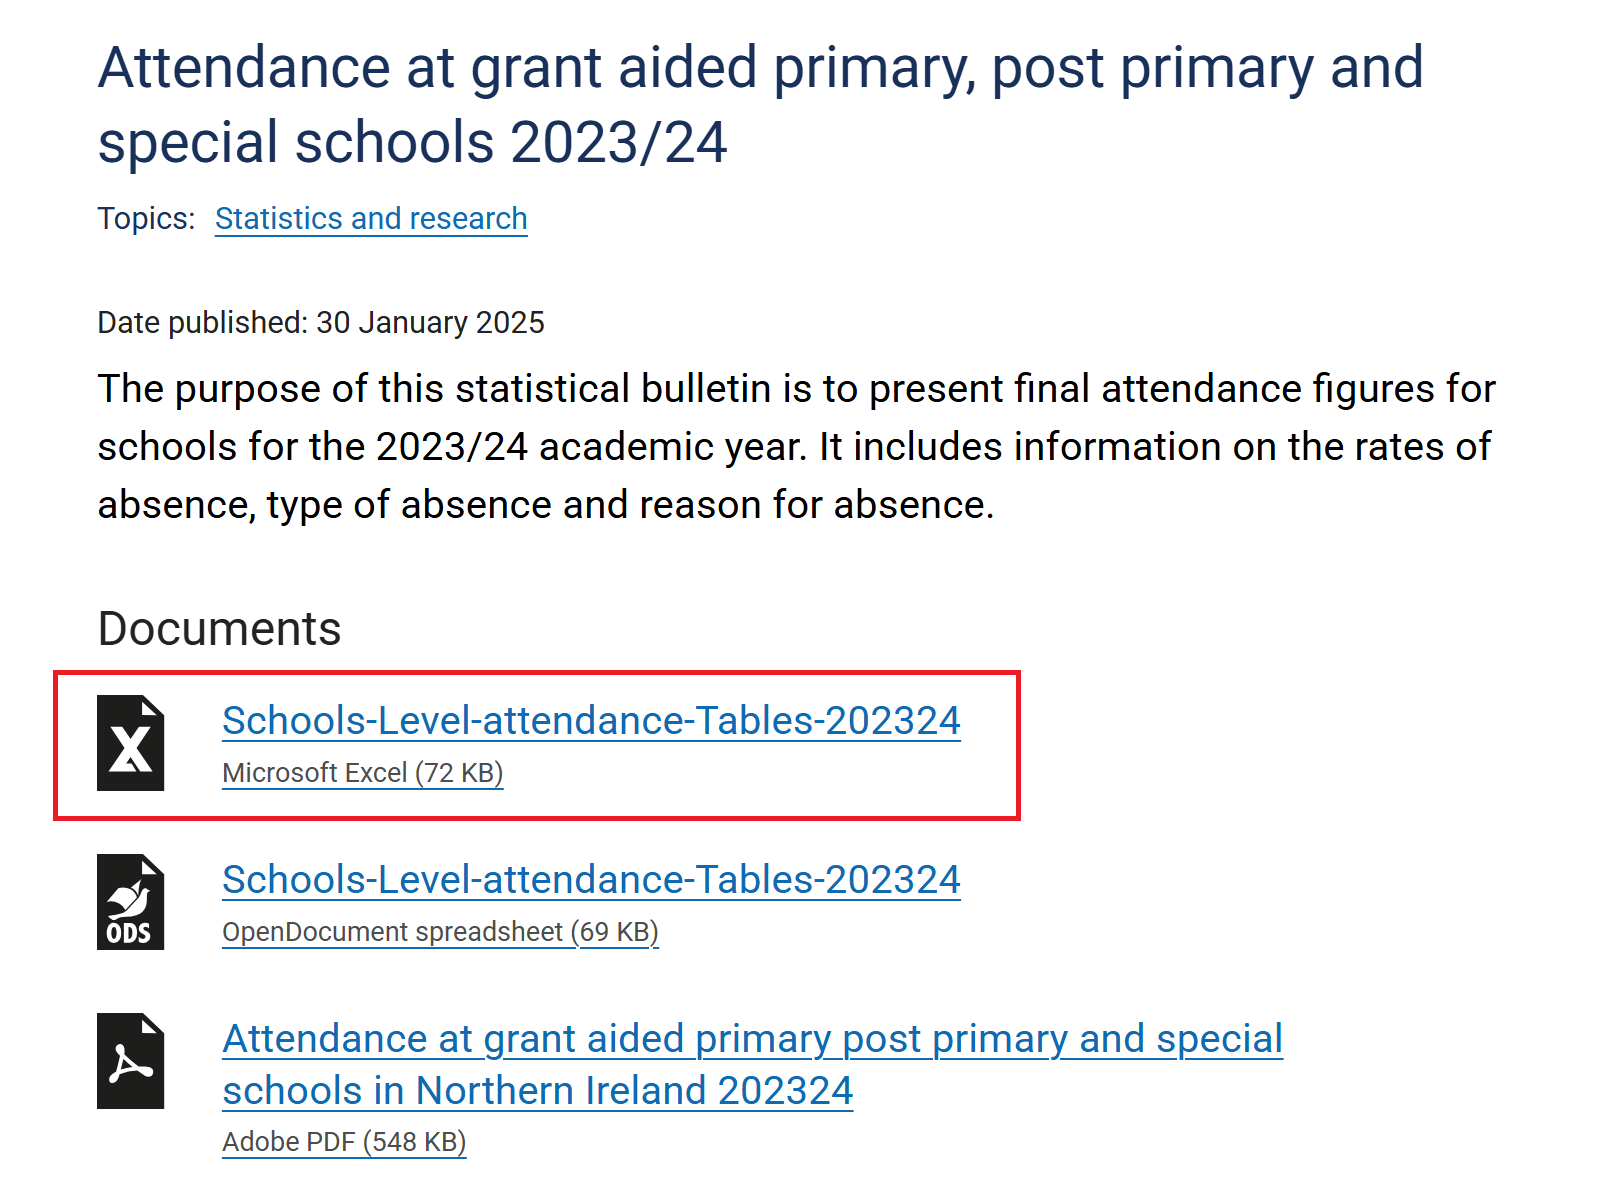 Attendance at grant aided primary, post primary and
special schools 2023/24
Topics: Statistics and research
Date published: 30 January 2025
The purpose of this statistical bulletin is to present final attendance figures for
schools for the 2023/24 academic year. It includes information on the rates of
absence, type of absence and reason for absence.
Documents
X
Schools-Level-attendance-Tables-202324
Microsoft Excel (72 KB)
Schools-Level-attendance-Tables-202324
ODS
OpenDocument spreadsheet (69 KB)
Attendance at grant aided primary post primary and special
schools in Northern Ireland 202324
Adobe PDF (548 KB)